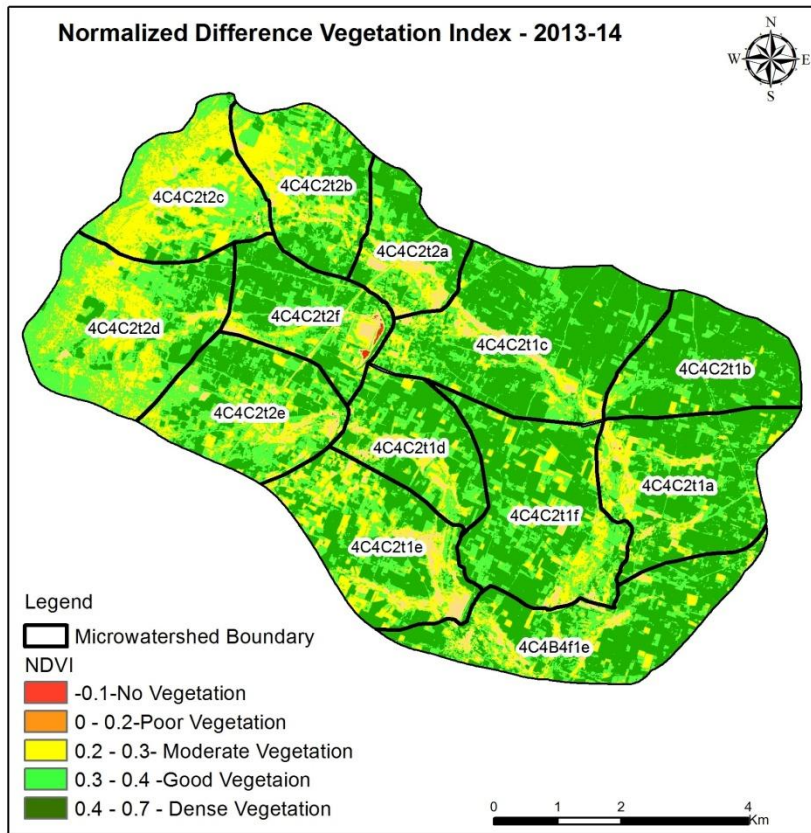 Normalized Difference Vegetation Index - 2013-14
N
W E
S
4C4C2t2c
4C4C2t2b
4C4C2t2a
4C4C2t2d
4C4C2t2f
4C4C2t1c
4C4C2t1b
4C4C2t2e
4C4C2t1d
4C4C2t1a
4C4C2t1f
4C4C2t1e
4C4B4f1e
Legend
Microwatershed Boundary
NDVI
-0.1-No Vegetation
0 - 0.2-Poor Vegetation
0.2 - 0.3- Moderate Vegetation
0.3 - 0.4 -Good Vegetaion
0.4 - 0.7 - Dense Vegetation
0 1 2 4
Km